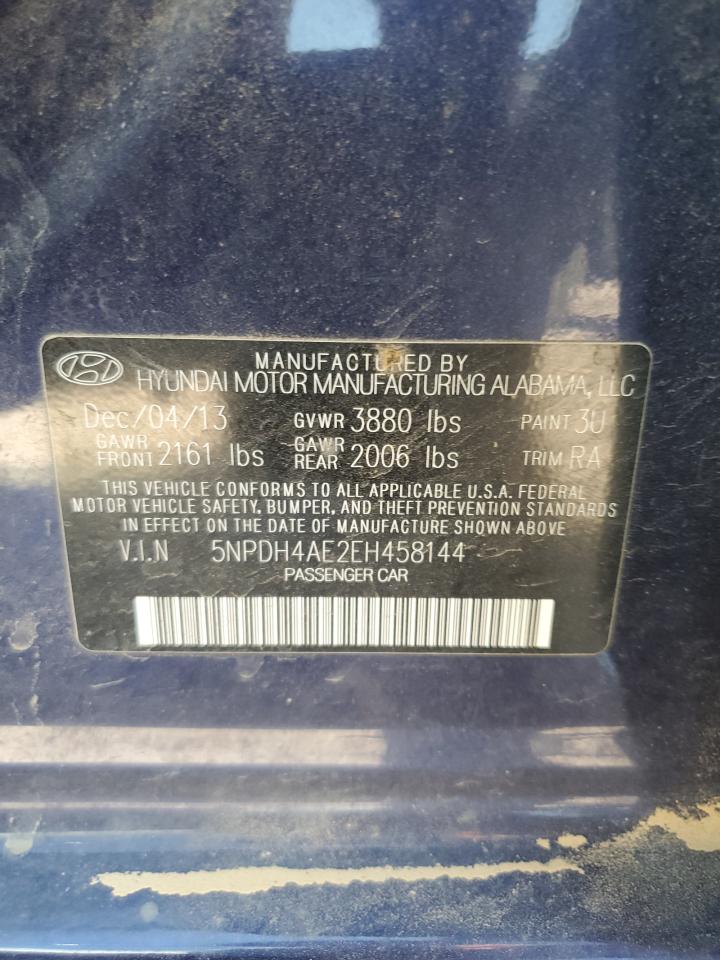 MANUFACTURED BY
HYUNDAI MOTOR MANUFACTURING ALABAMA, LLC
Dec/04/13 GVWR 3880 lbs PAINT 3U
GAWR FRONT 2161 lbs GAWR REAR 2006 lbs TRIM RA
THIS VEHICLE CONFORMS TO ALL APPLICABLE U.S.A. FEDERAL
MOTOR VEHICLE SAFETY, BUMPER, AND THEFT PREVENTION STANDARDS
IN EFFECT ON THE DATE OF MANUFACTURE SHOWN ABOVE
V.I.N 5NPDH4AE2EH458144
PASSENGER CAR